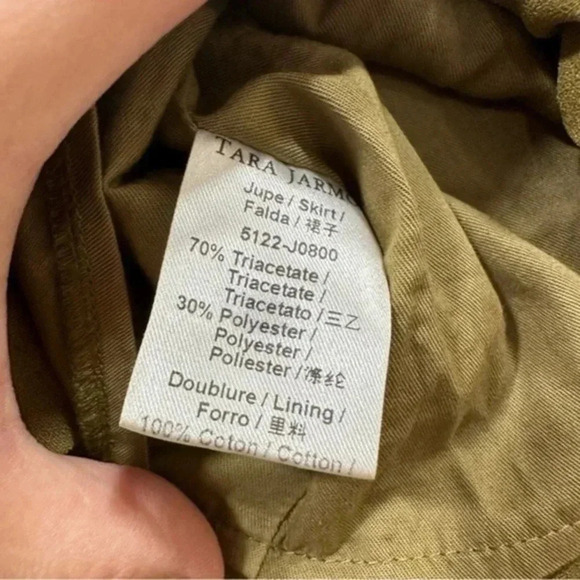 TARA JARMO
Jupe / Skirt /
Falda / 裙子
5122-J0800
70% Triacetate /
Triacetate /
Triacetato / 三乙
30% Polyester /
Polyester /
Poliester / 涤纶
Doublure / Lining /
Forro / 里料
100% Coton / Cotton /